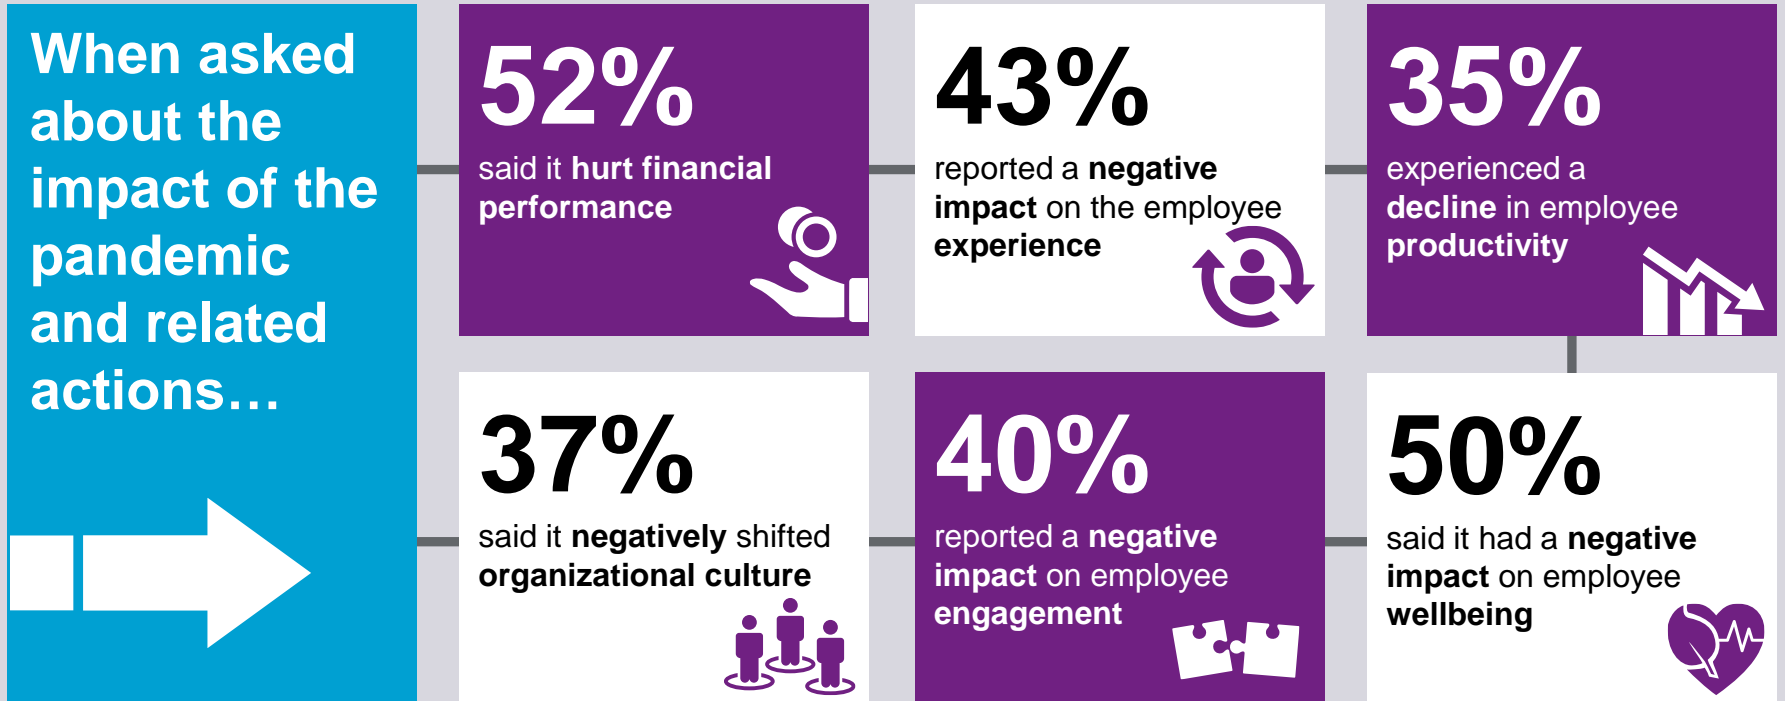 When asked
about the
impact of the
pandemic
and related
actions…
52%
said it hurt financial
performance
43%
reported a negative
impact on the employee
experience
35%
experienced a
decline in employee
productivity
37%
said it negatively shifted
organizational culture
40%
reported a negative
impact on employee
engagement
50%
said it had a negative
impact on employee
wellbeing